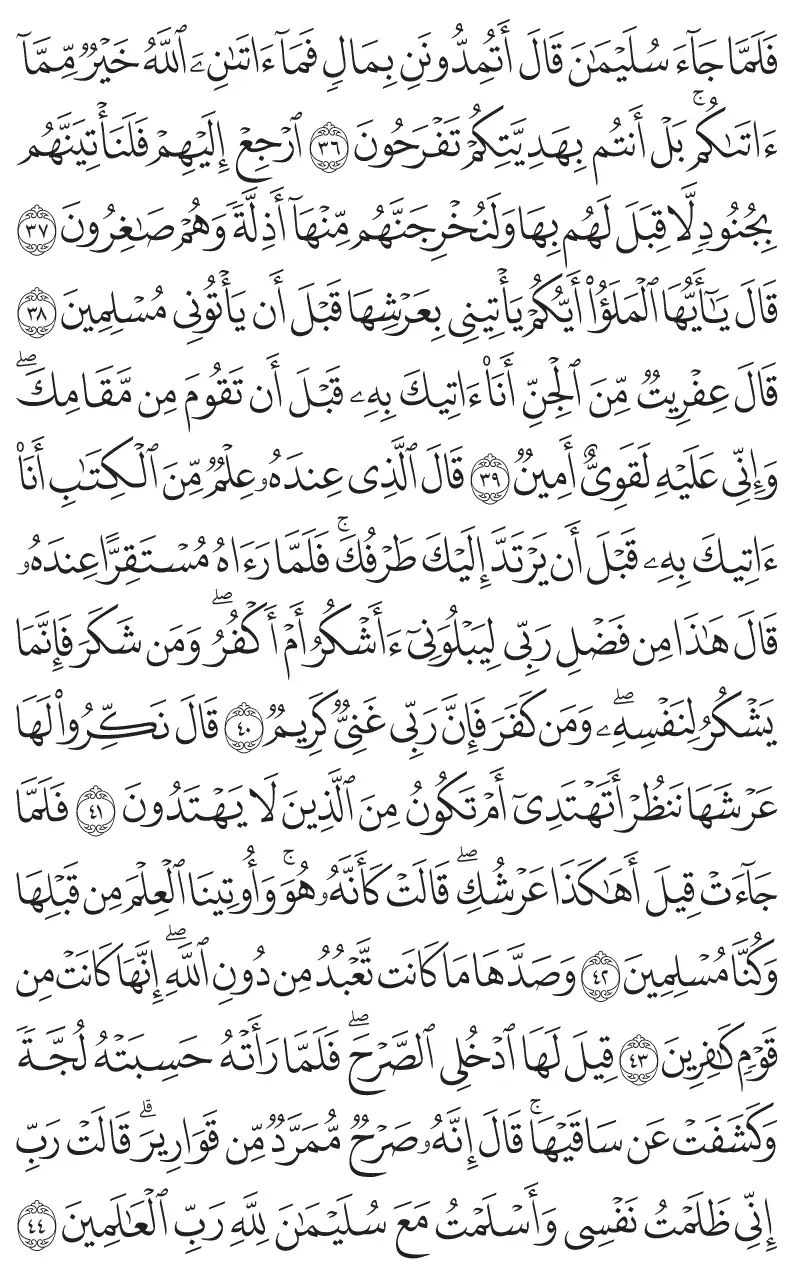 فَلَمَّا جَآءَ سُلَيْمَٰنَ قَالَ أَتُمِدُّونَنِ بِمَالٍ فَمَآ ءَاتَىٰنِۦَ ٱللَّهُ خَيْرٌ مِّمَّآ
ءَاتَىٰكُمۚ بَلْ أَنتُم بِهَدِيَّتِكُمْ تَفْرَحُونَ ٣٦ ٱرْجِعْ إِلَيْهِمْ فَلَنَأْتِيَنَّهُم
بِجُنُودٍ لَّا قِبَلَ لَهُم بِهَا وَلَنُخْرِجَنَّهُم مِّنْهَآ أَذِلَّةً وَهُمْ صَٰغِرُونَ ٣٧
قَالَ يَٰٓأَيُّهَا ٱلْمَلَؤُا۟ أَيُّكُمْ يَأْتِينِى بِعَرْشِهَا قَبْلَ أَن يَأْتُونِى مُسْلِمِينَ ٣٨
قَالَ عِفْرِيتٌ مِّنَ ٱلْجِنِّ أَنَا۠ ءَاتِيكَ بِهِۦ قَبْلَ أَن تَقُومَ مِن مَّقَامِكَۖ
وَإِنِّى عَلَيْهِ لَقَوِىٌّ أَمِينٌ ٣٩ قَالَ ٱلَّذِى عِندَهُۥ عِلْمٌ مِّنَ ٱلْكِتَٰبِ أَنَا۠
ءَاتِيكَ بِهِۦ قَبْلَ أَن يَرْتَدَّ إِلَيْكَ طَرْفُكَۚ فَلَمَّا رَءَاهُ مُسْتَقِرًّا عِندَهُۥ
قَالَ هَٰذَا مِن فَضْلِ رَبِّى لِيَبْلُوَنِىٓ ءَأَشْكُرُ أَمْ أَكْفُرُۖ وَمَن شَكَرَ فَإِنَّمَا
يَشْكُرُ لِنَفْسِهِۦۖ وَمَن كَفَرَ فَإِنَّ رَبِّى غَنِىٌّ كَرِيمٌ ٤٠ قَالَ نَكِّرُوا۟ لَهَا
عَرْشَهَا نَنظُرْ أَتَهْتَدِىٓ أَمْ تَكُونُ مِنَ ٱلَّذِينَ لَا يَهْتَدُونَ ٤١ فَلَمَّا
جَآءَتْ قِيلَ أَهَٰكَذَا عَرْشُكِۖ قَالَتْ كَأَنَّهُۥ هُوَۚ وَأُوتِينَا ٱلْعِلْمَ مِن قَبْلِهَا
وَكُنَّا مُسْلِمِينَ ٤٢ وَصَدَّهَا مَا كَانَت تَّعْبُدُ مِن دُونِ ٱللَّهِۖ إِنَّهَا كَانَتْ مِن
قَوْمٍ كَٰفِرِينَ ٤٣ قِيلَ لَهَا ٱدْخُلِى ٱلصَّرْحَۖ فَلَمَّا رَأَتْهُ حَسِبَتْهُ لُجَّةً
وَكَشَفَتْ عَن سَاقَيْهَاۚ قَالَ إِنَّهُۥ صَرْحٌ مُّمَرَّدٌ مِّن قَوَارِيرَۗ قَالَتْ رَبِّ
إِنِّى ظَلَمْتُ نَفْسِى وَأَسْلَمْتُ مَعَ سُلَيْمَٰنَ لِلَّهِ رَبِّ ٱلْعَٰلَمِينَ ٤٤